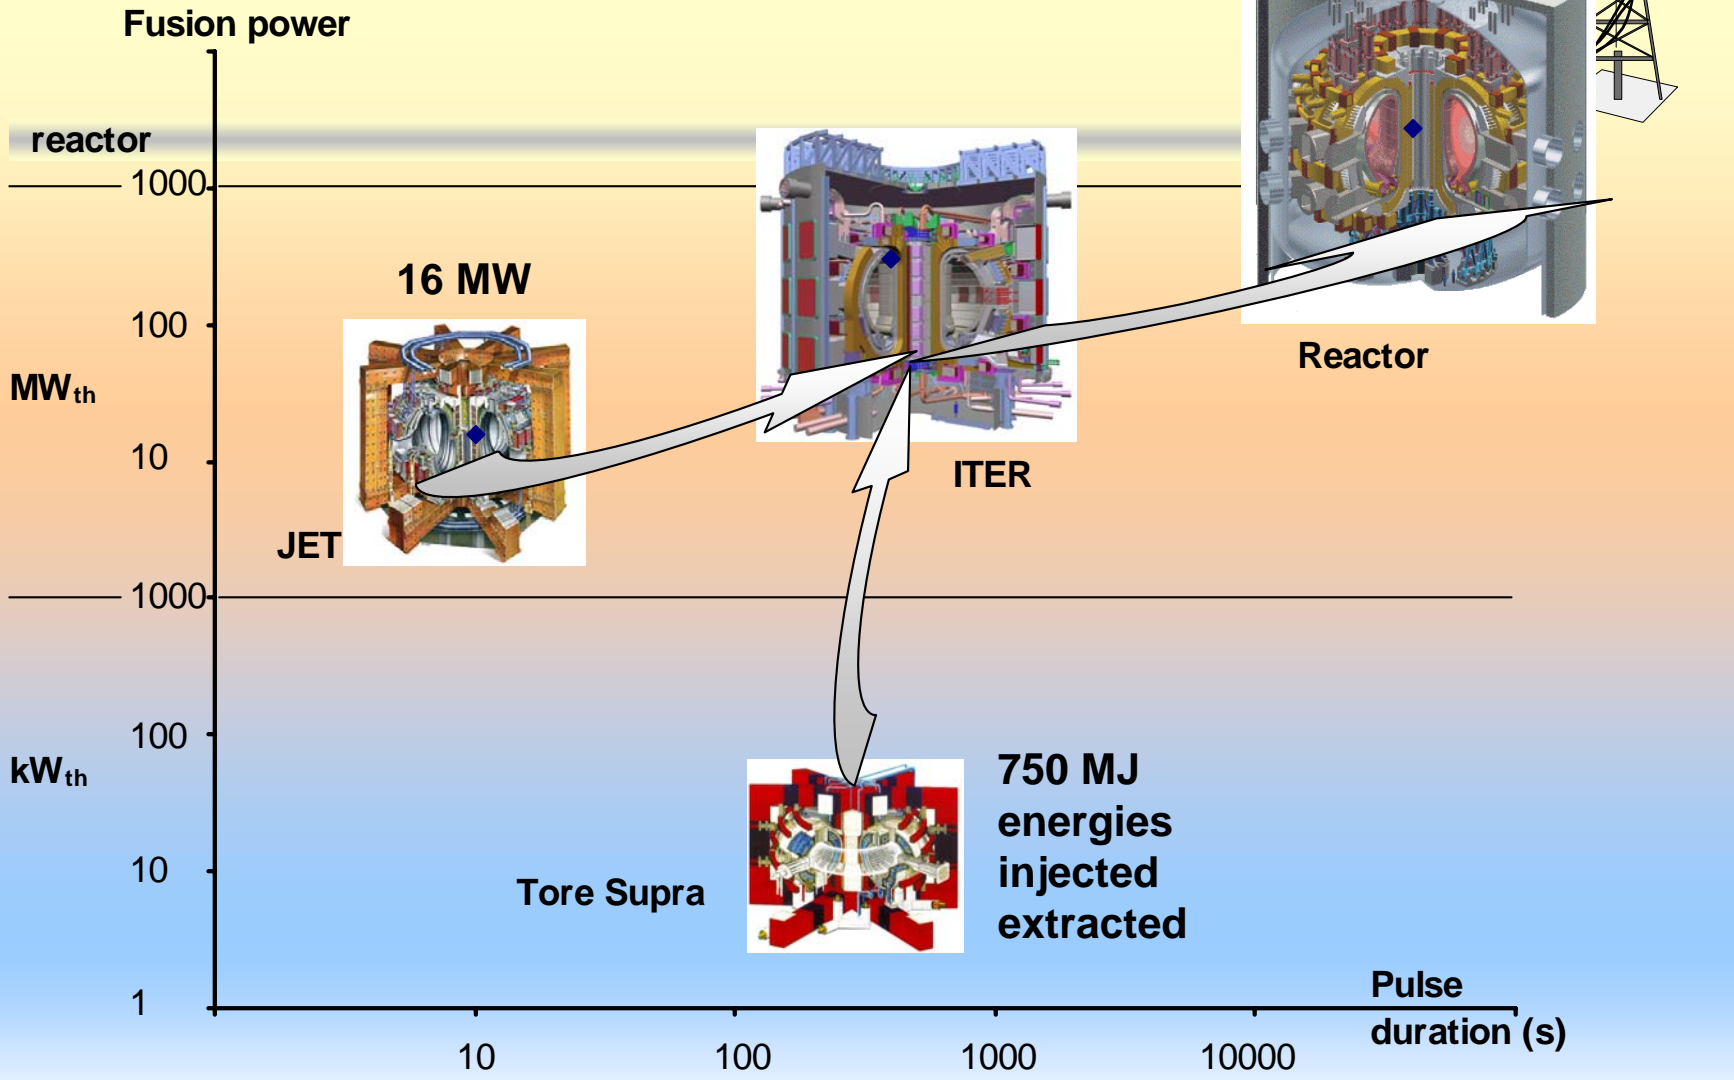 Fusion power
reactor
1000
16 MW
100
Reactor
MWth
10
ITER
JET
1000
100
kWth
750 MJ
energies
injected
extracted
10
Tore Supra
1
Pulse
duration (s)
10
100
1000
10000